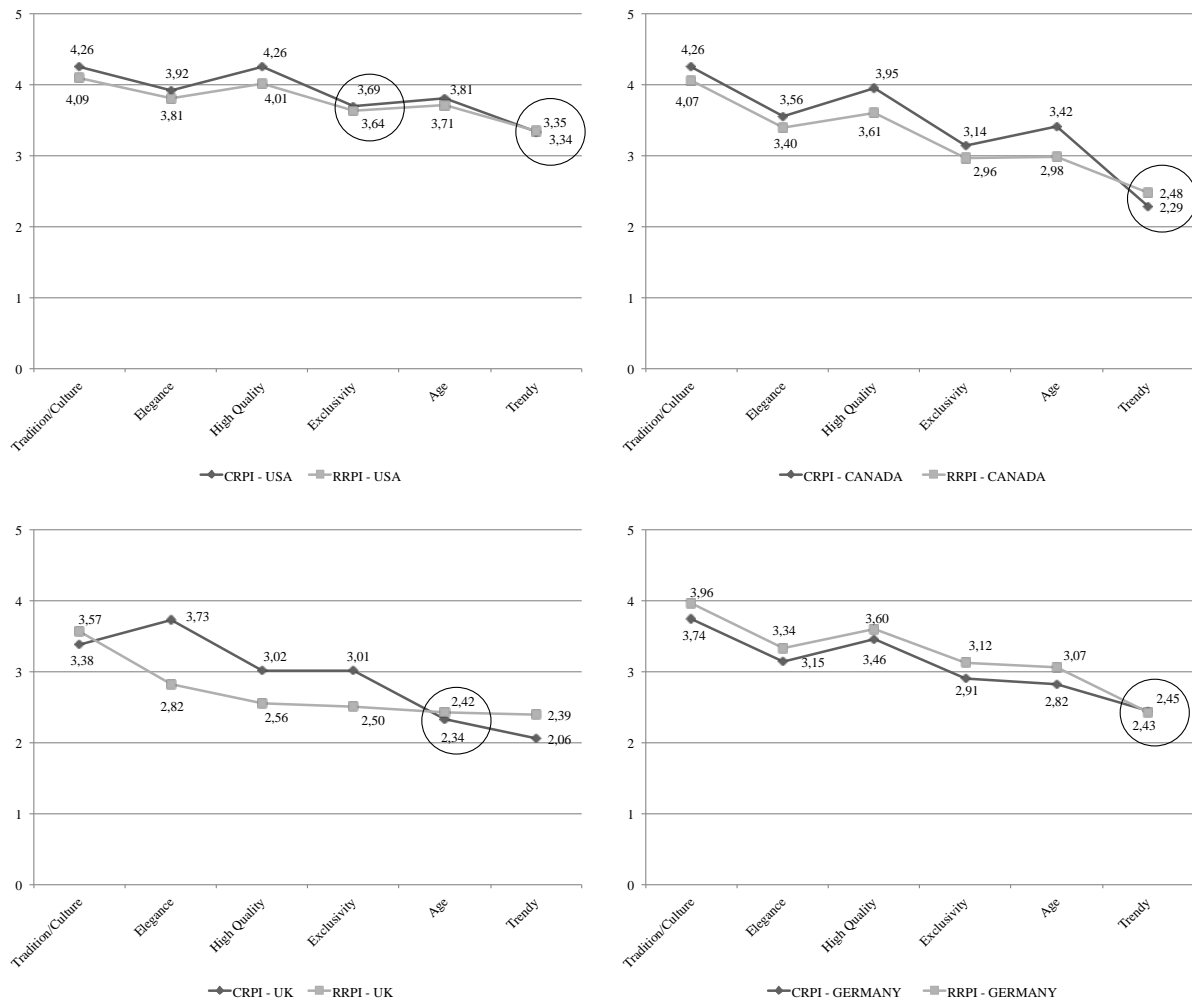 5
4
3
2
1
0
4,26
3,92
4,26
3,69
3,81
3,35
4,09
3,81
4,01
3,64
3,71
3,34
Tradition/Culture
Elegance
High Quality
Exclusivity
Age
Trendy
CRPI - USA RRPI - USA
5
4
3
2
1
0
4,26
3,56
3,95
3,14
3,42
2,48
4,07
3,40
3,61
2,96
2,98
2,29
Tradition/Culture
Elegance
High Quality
Exclusivity
Age
Trendy
CRPI - CANADA RRPI - CANADA
5
4
3
2
1
0
3,57
3,73
3,02
3,01
2,42
2,39
3,38
2,82
2,56
2,50
2,34
2,06
Tradition/Culture
Elegance
High Quality
Exclusivity
Age
Trendy
CRPI - UK RRPI - UK
5
4
3
2
1
0
3,96
3,34
3,60
3,12
3,07
2,45
3,74
3,15
3,46
2,91
2,82
2,43
Tradition/Culture
Elegance
High Quality
Exclusivity
Age
Trendy
CRPI - GERMANY RRPI - GERMANY